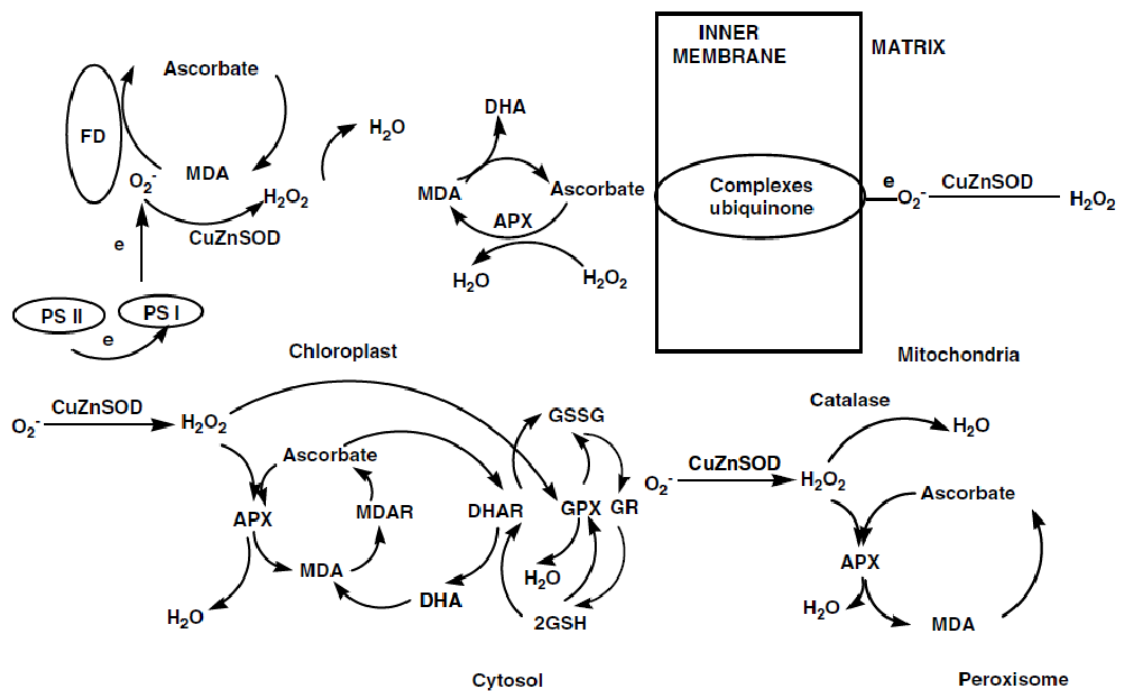 INNER
MEMBRANE
MATRIX
Ascorbate
FD
MDA
O2-
H2O2
H2O
CuZnSOD
e
PS II
PS I
e
DHA
MDA
Ascorbate
APX
H2O
H2O2
Complexes
ubiquinone
e
O2-
CuZnSOD
H2O2
Chloroplast
Mitochondria
O2-
CuZnSOD
H2O2
Ascorbate
APX
MDAR
MDA
H2O
DHAR
DHA
GSSG
GPX
GR
H2O
2GSH
Cytosol
O2-
CuZnSOD
H2O2
Catalase
H2O
Ascorbate
APX
H2O
MDA
Peroxisome